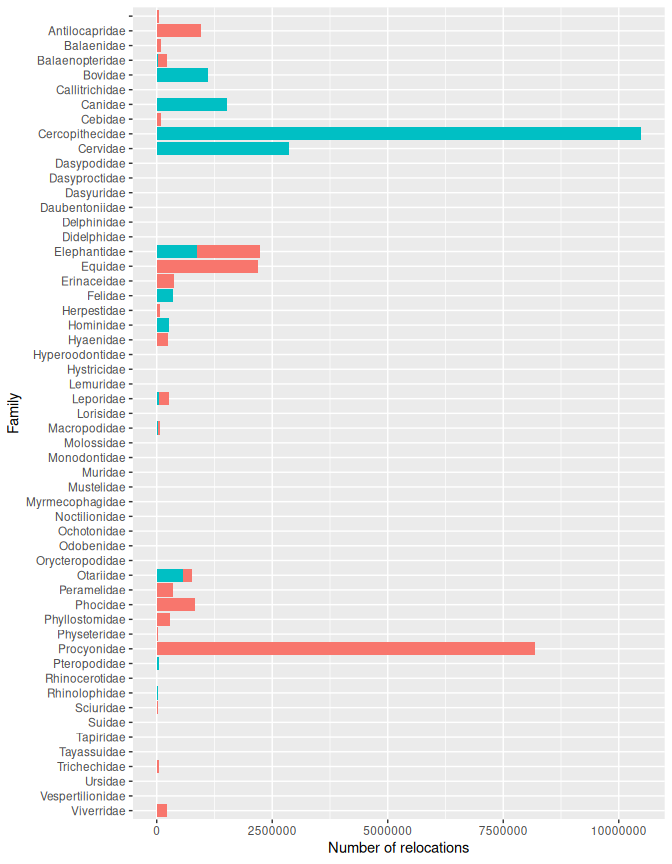 Antilocapridae
Balaenidae
Balaenopteridae
Bovidae
Callitrichidae
Canidae
Cebidae
Cercopithecidae
Cervidae
Dasypodidae
Dasyproctidae
Dasyuridae
Daubentoniidae
Delphinidae
Didelphidae
Elephantidae
Equidae
Erinaceidae
Felidae
Herpestidae
Hominidae
Hyaenidae
Hyperoodontidae
Hystricidae
Lemuridae
Leporidae
Lorisidae
Macropodidae
Molossidae
Monodontidae
Muridae
Mustelidae
Myrmecophagidae
Noctilionidae
Ochotonidae
Odobenidae
Orycteropodidae
Otariidae
Peramelidae
Phocidae
Phyllostomidae
Physeteridae
Procyonidae
Pteropodidae
Rhinocerotidae
Rhinolophidae
Sciuridae
Suidae
Tapiridae
Tayassuidae
Trichechidae
Ursidae
Vespertilionidae
Viverridae
Family
0 2500000 5000000 7500000 10000000
Number of relocations